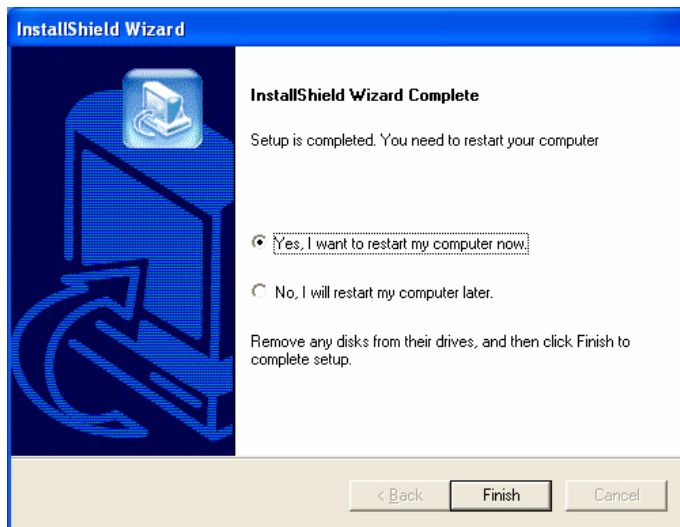 InstallShield Wizard
InstallShield Wizard Complete
Setup is completed. You need to restart your computer
Yes, I want to restart my computer now.
No, I will restart my computer later.
Remove any disks from their drives, and then click Finish to
complete setup.
< Back
Finish
Cancel